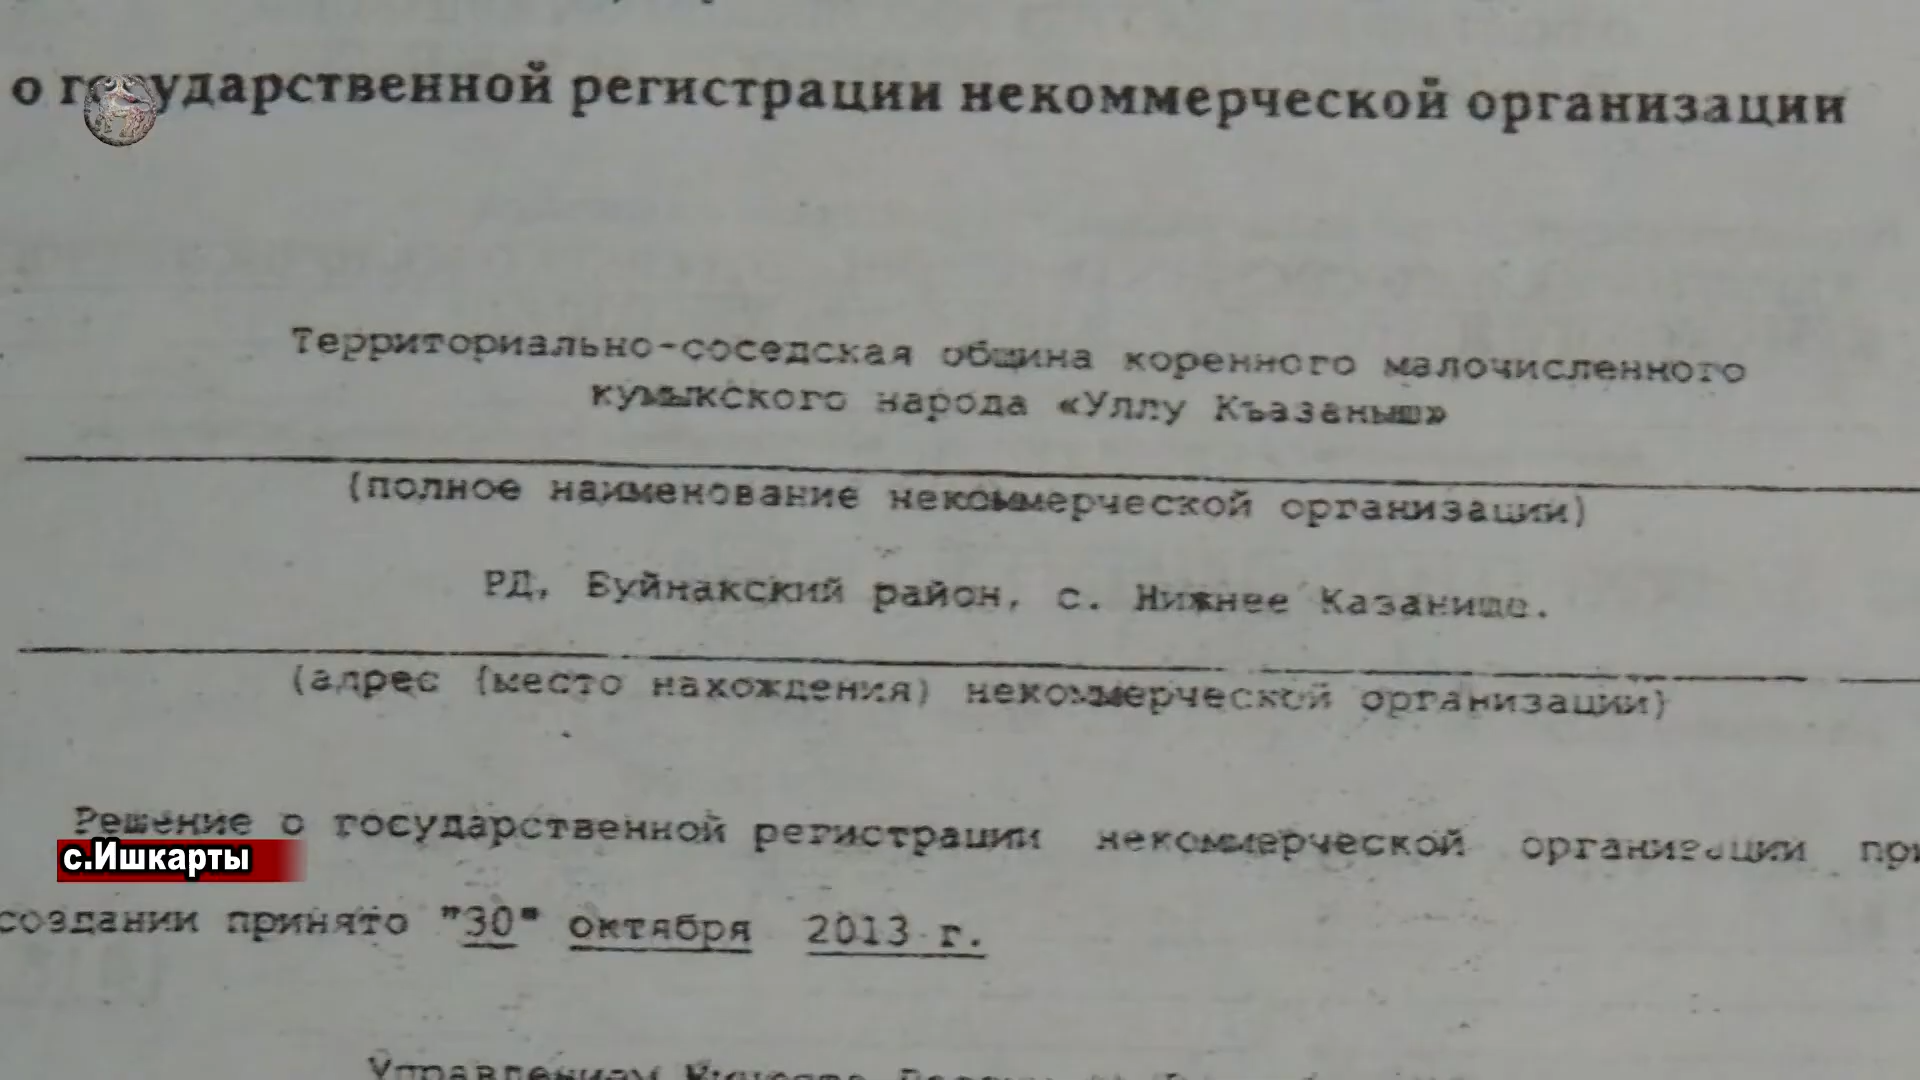 о государственной регистрации некоммерческой организации
Территориально-соседская община коренного малочисленного
кумыкского народа «Уллу Къазаныш»
(полное наименование некоммерческой организации)
РД, Буйнакский район, с. Нижнее Казанище.
(адрес (место нахождения) некоммерческой организации)
Решение о государственной регистрации некоммерческой организации при
с.Ишкарты
создании принято "30" октября 2013 г.
Управлением